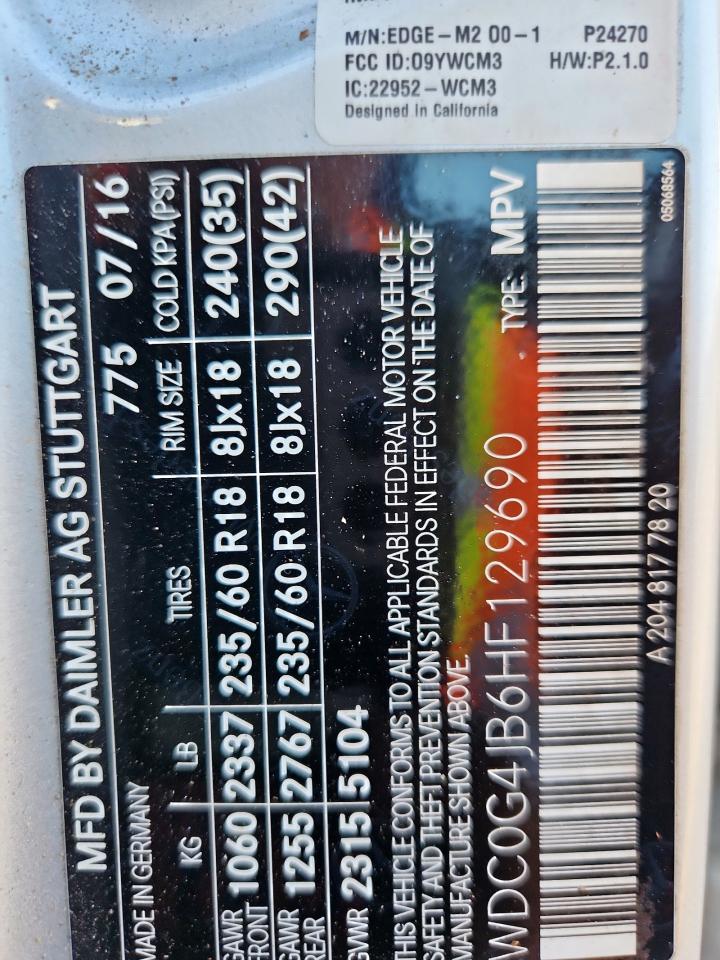 M/N:EDGE-M2 00-1 P24270
FCC ID:O9YWCM3 H/W:P2.1.0
IC:22952-WCM3
Designed in California
MFD BY DAIMLER AG STUTTGART
MADE IN GERMANY 775 07/16
KG LB TIRES RIM SIZE COLD KPA(PSI)
GAWR FRONT 1060 2337 235/60 R18 8Jx18 240(35)
GAWR REAR 1255 2767 235/60 R18 8Jx18 290(42)
GVWR 2315 5104
THIS VEHICLE CONFORMS TO ALL APPLICABLE FEDERAL MOTOR VEHICLE
SAFETY AND THEFT PREVENTION STANDARDS IN EFFECT ON THE DATE OF
MANUFACTURE SHOWN ABOVE.
WDC0G4JB6HF129690 TYPE: MPV
A 204 817 78 20 05068564